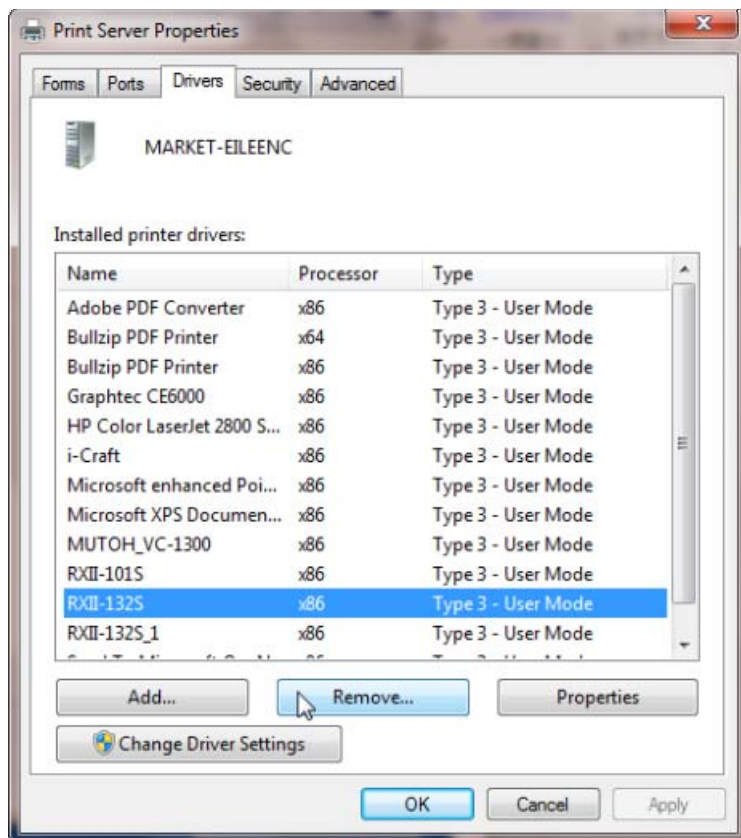 Print Server Properties
Forms Ports Drivers Security Advanced
MARKET-EILEENC
Installed printer drivers:
Name Processor Type
Adobe PDF Converter x86 Type 3 - User Mode
Bullzip PDF Printer x64 Type 3 - User Mode
Bullzip PDF Printer x86 Type 3 - User Mode
Graphtec CE6000 x86 Type 3 - User Mode
HP Color LaserJet 2800 S... x86 Type 3 - User Mode
i-Craft x86 Type 3 - User Mode
Microsoft enhanced Poi... x86 Type 3 - User Mode
Microsoft XPS Documen... x86 Type 3 - User Mode
MUTOH_VC-1300 x86 Type 3 - User Mode
RXII-101S x86 Type 3 - User Mode
RXII-132S x86 Type 3 - User Mode
RXII-132S_1 x86 Type 3 - User Mode
Add... Remove... Properties
Change Driver Settings
OK Cancel Apply